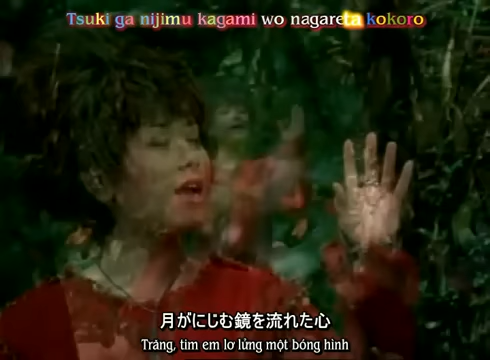 Tsuki ga nijimu kagami wo nagareta kokoro
月がにじむ鏡を流れた心
Trăng, tim em lơ lửng một bóng hình